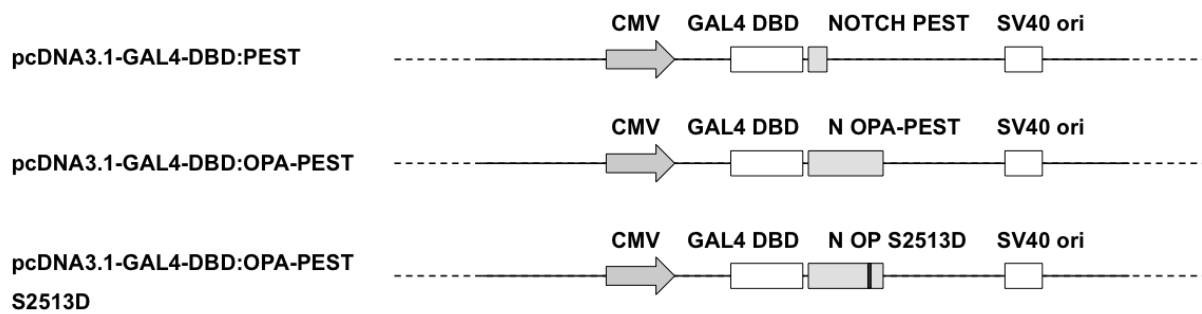 CMV GAL4 DBD NOTCH PEST SV40 ori
pcDNA3.1-GAL4-DBD:PEST
CMV GAL4 DBD N OPA-PEST SV40 ori
pcDNA3.1-GAL4-DBD:OPA-PEST
CMV GAL4 DBD N OP S2513D SV40 ori
pcDNA3.1-GAL4-DBD:OPA-PEST
S2513D